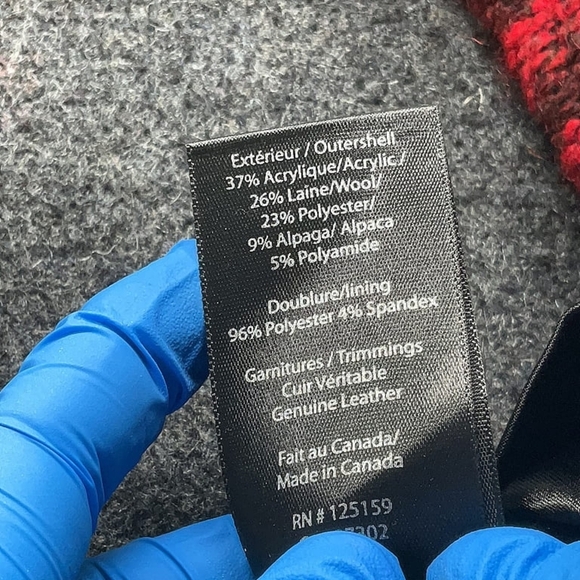 Extérieur / Outershell
37% Acrylique/Acrylic /
26% Laine/Wool/
23% Polyester/
9% Alpaga/ Alpaca
5% Polyamide
Doublure/lining
96% Polyester 4% Spandex
Garnitures / Trimmings
Cuir Véritable
Genuine Leather
Fait au Canada/
Made in Canada
RN # 125159